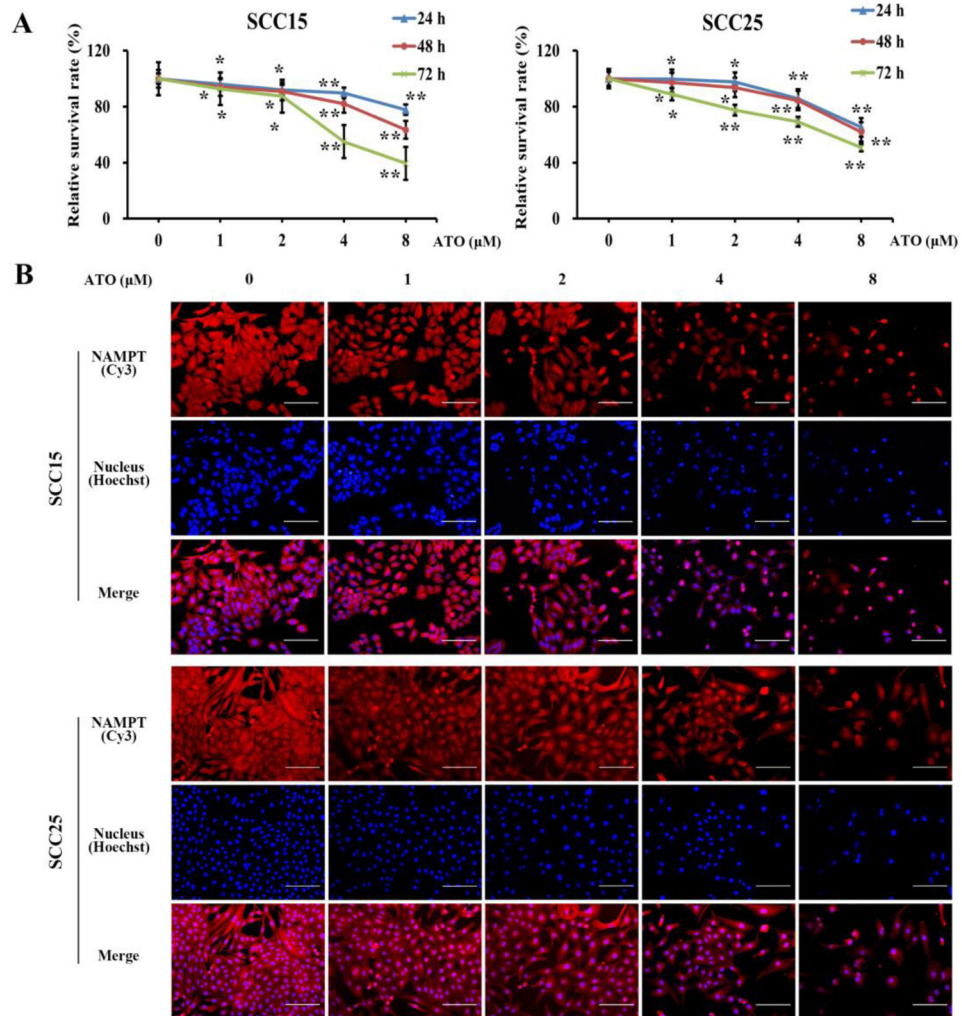 A
SCC15
24 h
48 h
72 h
Relative survival rate (%)
120
80
40
0
* * ** **
* * ** **
* * ** **
0 1 2 4 8 ATO (μM)
SCC25
24 h
48 h
72 h
Relative survival rate (%)
120
80
40
0
* * ** **
* * ** **
* ** ** **
0 1 2 4 8 ATO (μM)
B
ATO (μM) 0 1 2 4 8
SCC15
NAMPT
(Cy3)
Nucleus
(Hoechst)
Merge
SCC25
NAMPT
(Cy3)
Nucleus
(Hoechst)
Merge